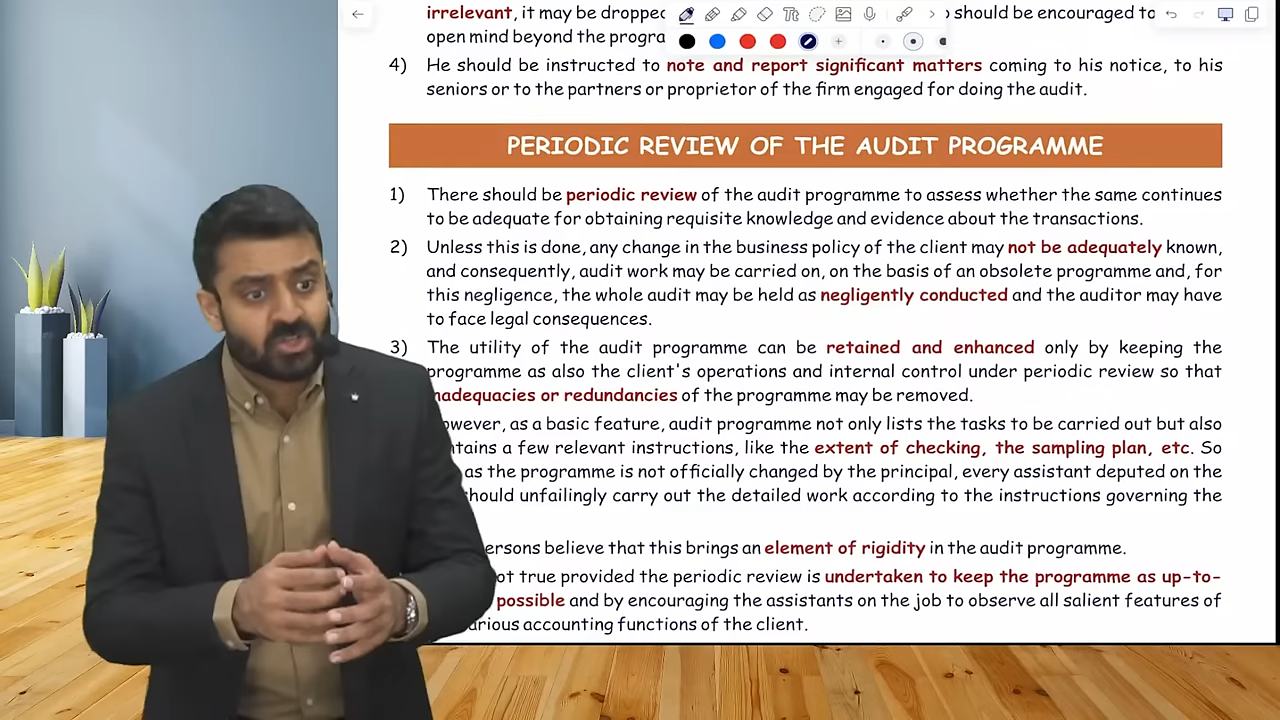 irrelevant, it may be dropped should be encouraged to
open mind beyond the progra
4) He should be instructed to note and report significant matters coming to his notice, to his
seniors or to the partners or proprietor of the firm engaged for doing the audit.
PERIODIC REVIEW OF THE AUDIT PROGRAMME
1) There should be periodic review of the audit programme to assess whether the same continues
to be adequate for obtaining requisite knowledge and evidence about the transactions.
2) Unless this is done, any change in the business policy of the client may not be adequately known,
and consequently, audit work may be carried on, on the basis of an obsolete programme and, for
this negligence, the whole audit may be held as negligently conducted and the auditor may have
to face legal consequences.
3) The utility of the audit programme can be retained and enhanced only by keeping the
programme as also the client's operations and internal control under periodic review so that
nadequacies or redundancies of the programme may be removed.
owever, as a basic feature, audit programme not only lists the tasks to be carried out but also
ntains a few relevant instructions, like the extent of checking, the sampling plan, etc. So
as the programme is not officially changed by the principal, every assistant deputed on the
hould unfailingly carry out the detailed work according to the instructions governing the
ersons believe that this brings an element of rigidity in the audit programme.
ot true provided the periodic review is undertaken to keep the programme as up-to-
possible and by encouraging the assistants on the job to observe all salient features of
arious accounting functions of the client.